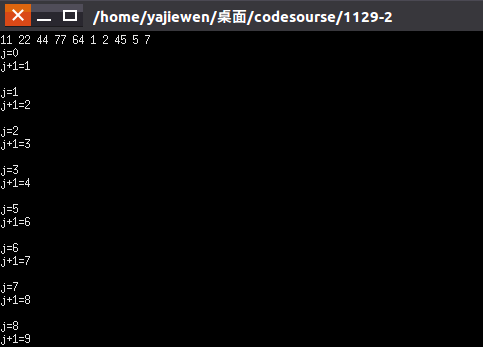 /home/yajiewen/桌面/codesourse/1129-2
11 22 44 77 64 1 2 45 5 7
j=0
j+1=1
j=1
j+1=2
j=2
j+1=3
j=3
j+1=4
j=5
j+1=6
j=6
j+1=7
j=7
j+1=8
j=8
j+1=9